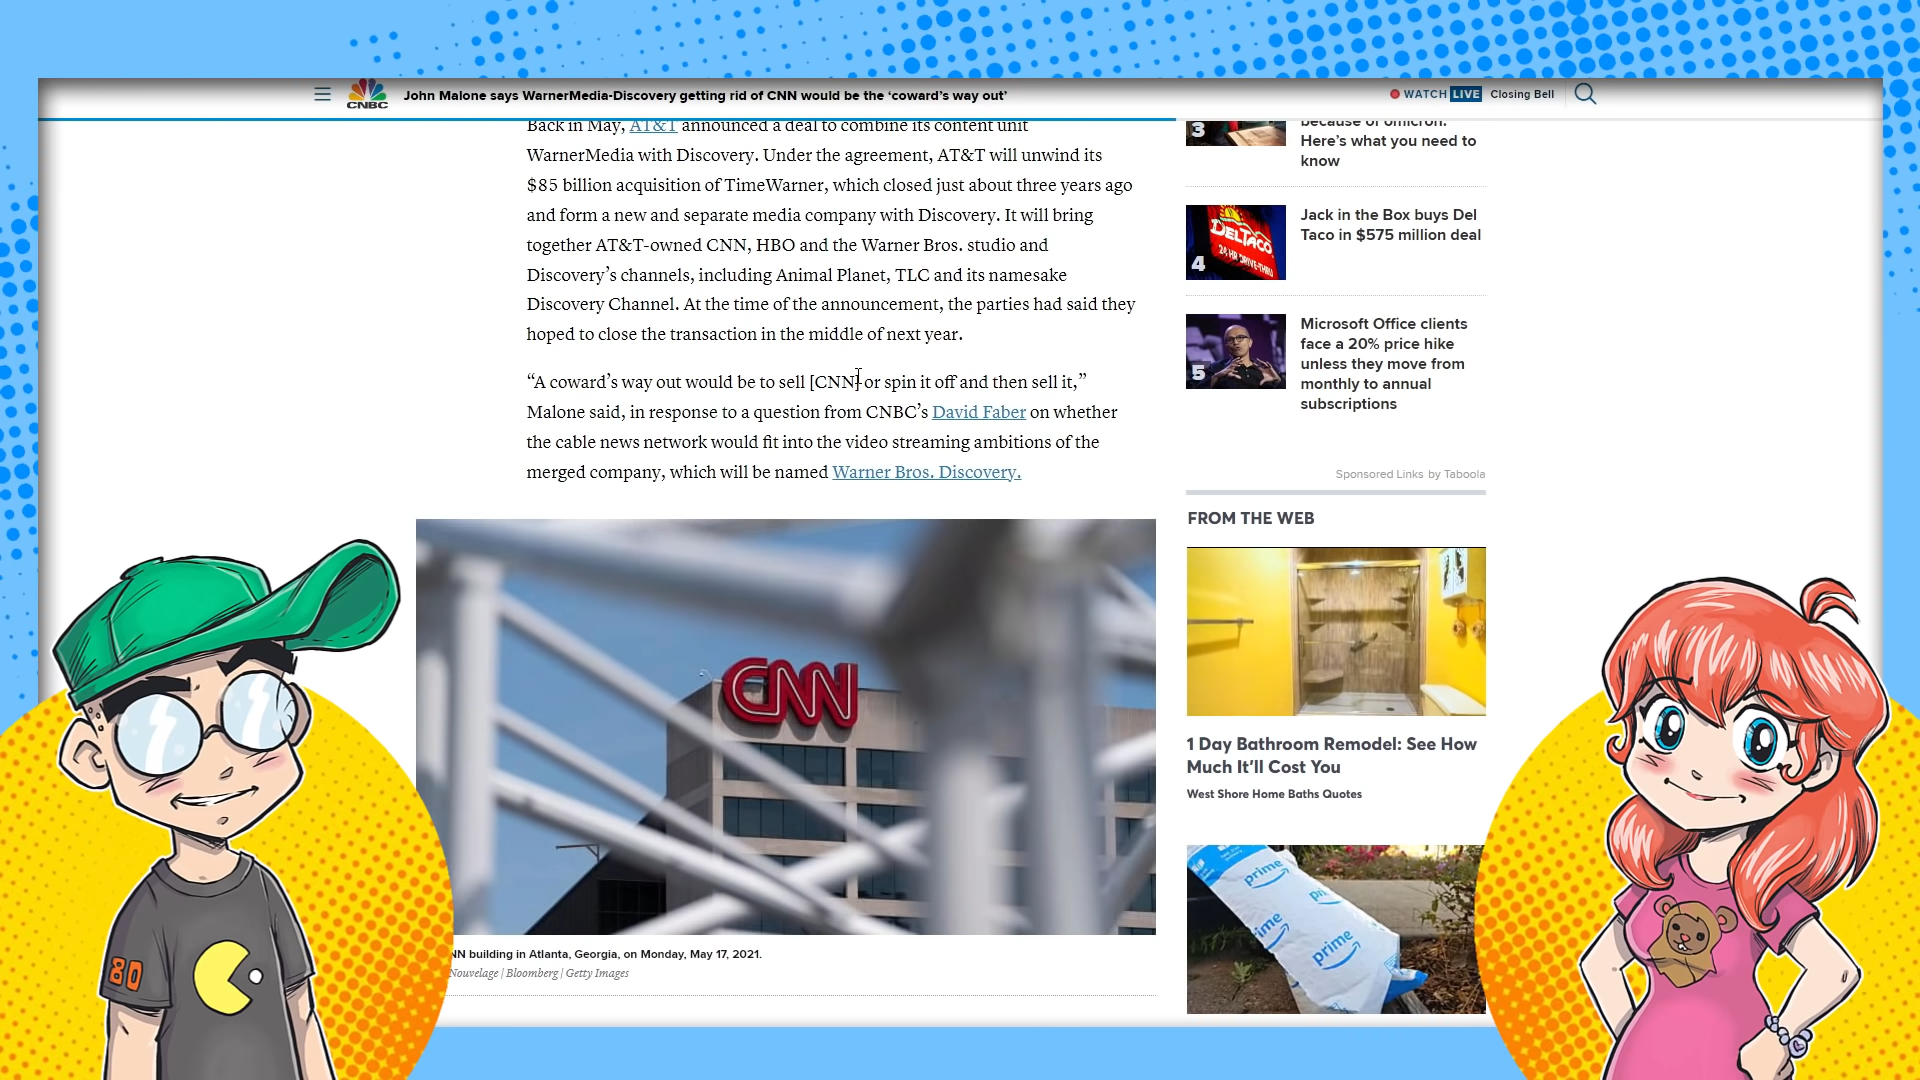 CNBC
John Malone says WarnerMedia-Discovery getting rid of CNN would be the ‘coward’s way out’
WATCH LIVE Closing Bell
Back in May, AT&T announced a deal to combine its content unit
WarnerMedia with Discovery. Under the agreement, AT&T will unwind its
$85 billion acquisition of TimeWarner, which closed just about three years ago
and form a new and separate media company with Discovery. It will bring
together AT&T-owned CNN, HBO and the Warner Bros. studio and
Discovery’s channels, including Animal Planet, TLC and its namesake
Discovery Channel. At the time of the announcement, the parties had said they
hoped to close the transaction in the middle of next year.
“A coward’s way out would be to sell [CNN] or spin it off and then sell it,”
Malone said, in response to a question from CNBC’s David Faber on whether
the cable news network would fit into the video streaming ambitions of the
merged company, which will be named Warner Bros. Discovery.
CNN
NN building in Atlanta, Georgia, on Monday, May 17, 2021.
Nouvelage | Bloomberg | Getty Images
3
because of omicron.
Here’s what you need to
know
DEL TACO
24 HR DRIVE-THRU
4
Jack in the Box buys Del
Taco in $575 million deal
5
Microsoft Office clients
face a 20% price hike
unless they move from
monthly to annual
subscriptions
Sponsored Links by Taboola
FROM THE WEB
1 Day Bathroom Remodel: See How
Much It’ll Cost You
West Shore Home Baths Quotes
prime
prime
prime
80